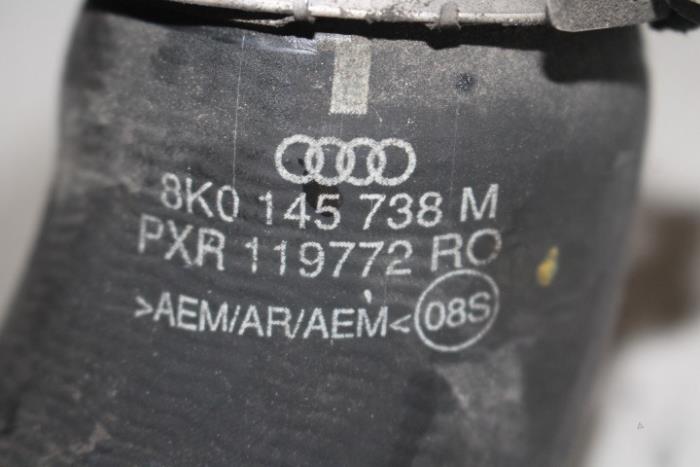 8K0 145 738 M
PXR 119772 RO
>AEM/AR/AEM< 08S